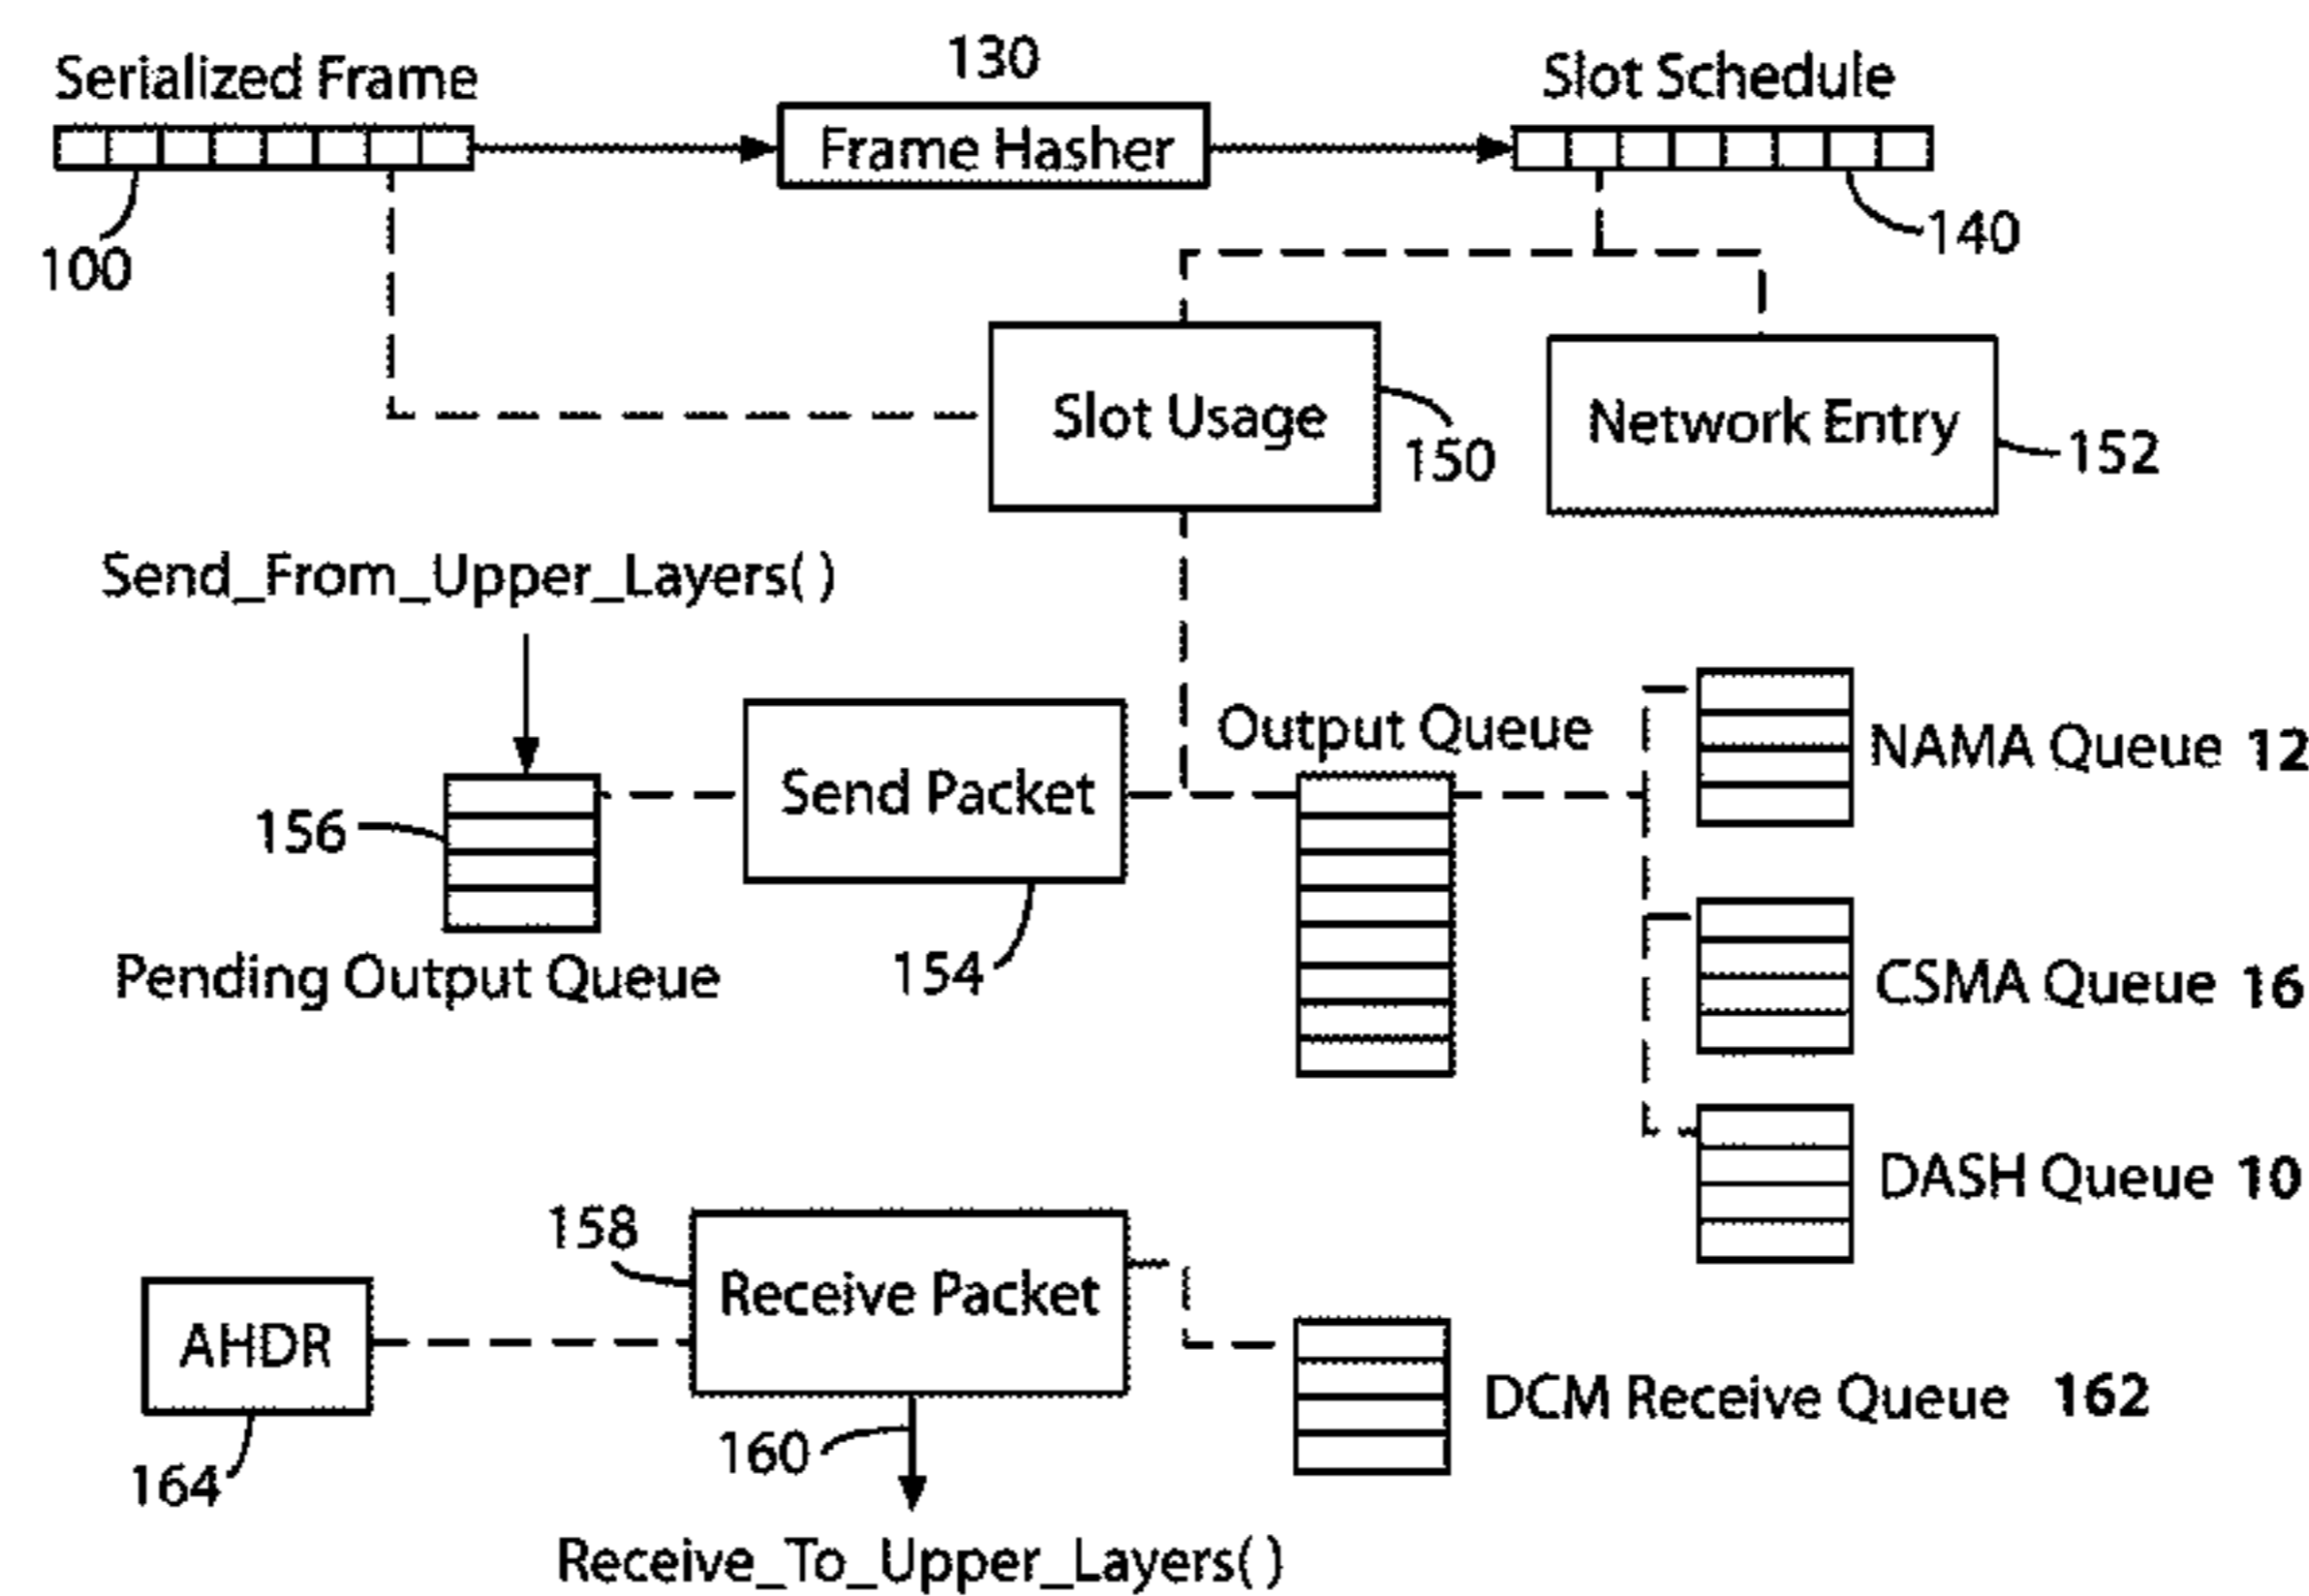 130
Serialized Frame
Slot Schedule
Frame Hasher
100
140
Slot Usage
Network Entry
150
152
Send_From_Upper_Layers( )
Output Queue
NAMA Queue 12
Send Packet
156
Pending Output Queue
154
CSMA Queue 16
DASH Queue 10
158
Receive Packet
AHDR
DCM Receive Queue 162
160
164
Receive_To_Upper_Layers( )